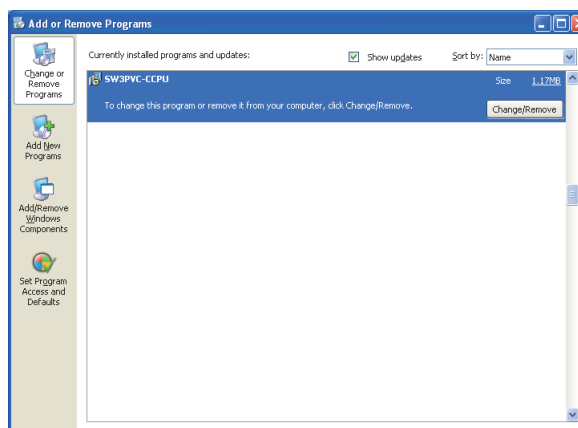 Add or Remove Programs
Change or
Remove
Programs
Currently installed programs and updates:
Show updates
Sort by:
Name
SW3PVC-CCPU
Size
1.17MB
To change this program or remove it from your computer, click Change/Remove.
Change/Remove
Add New
Programs
Add/Remove
Windows
Components
Set Program
Access and
Defaults